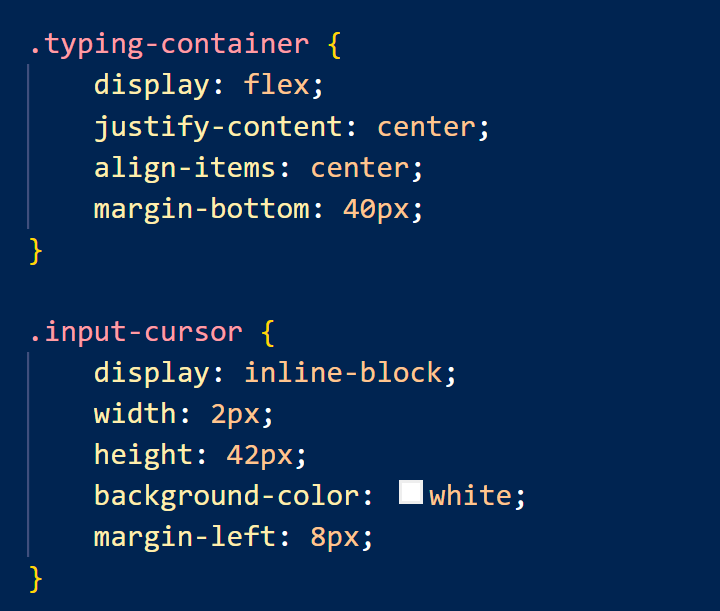 .typing-container {
    display: flex;
    justify-content: center;
    align-items: center;
    margin-bottom: 40px;
}

.input-cursor {
    display: inline-block;
    width: 2px;
    height: 42px;
    background-color: white;
    margin-left: 8px;
}